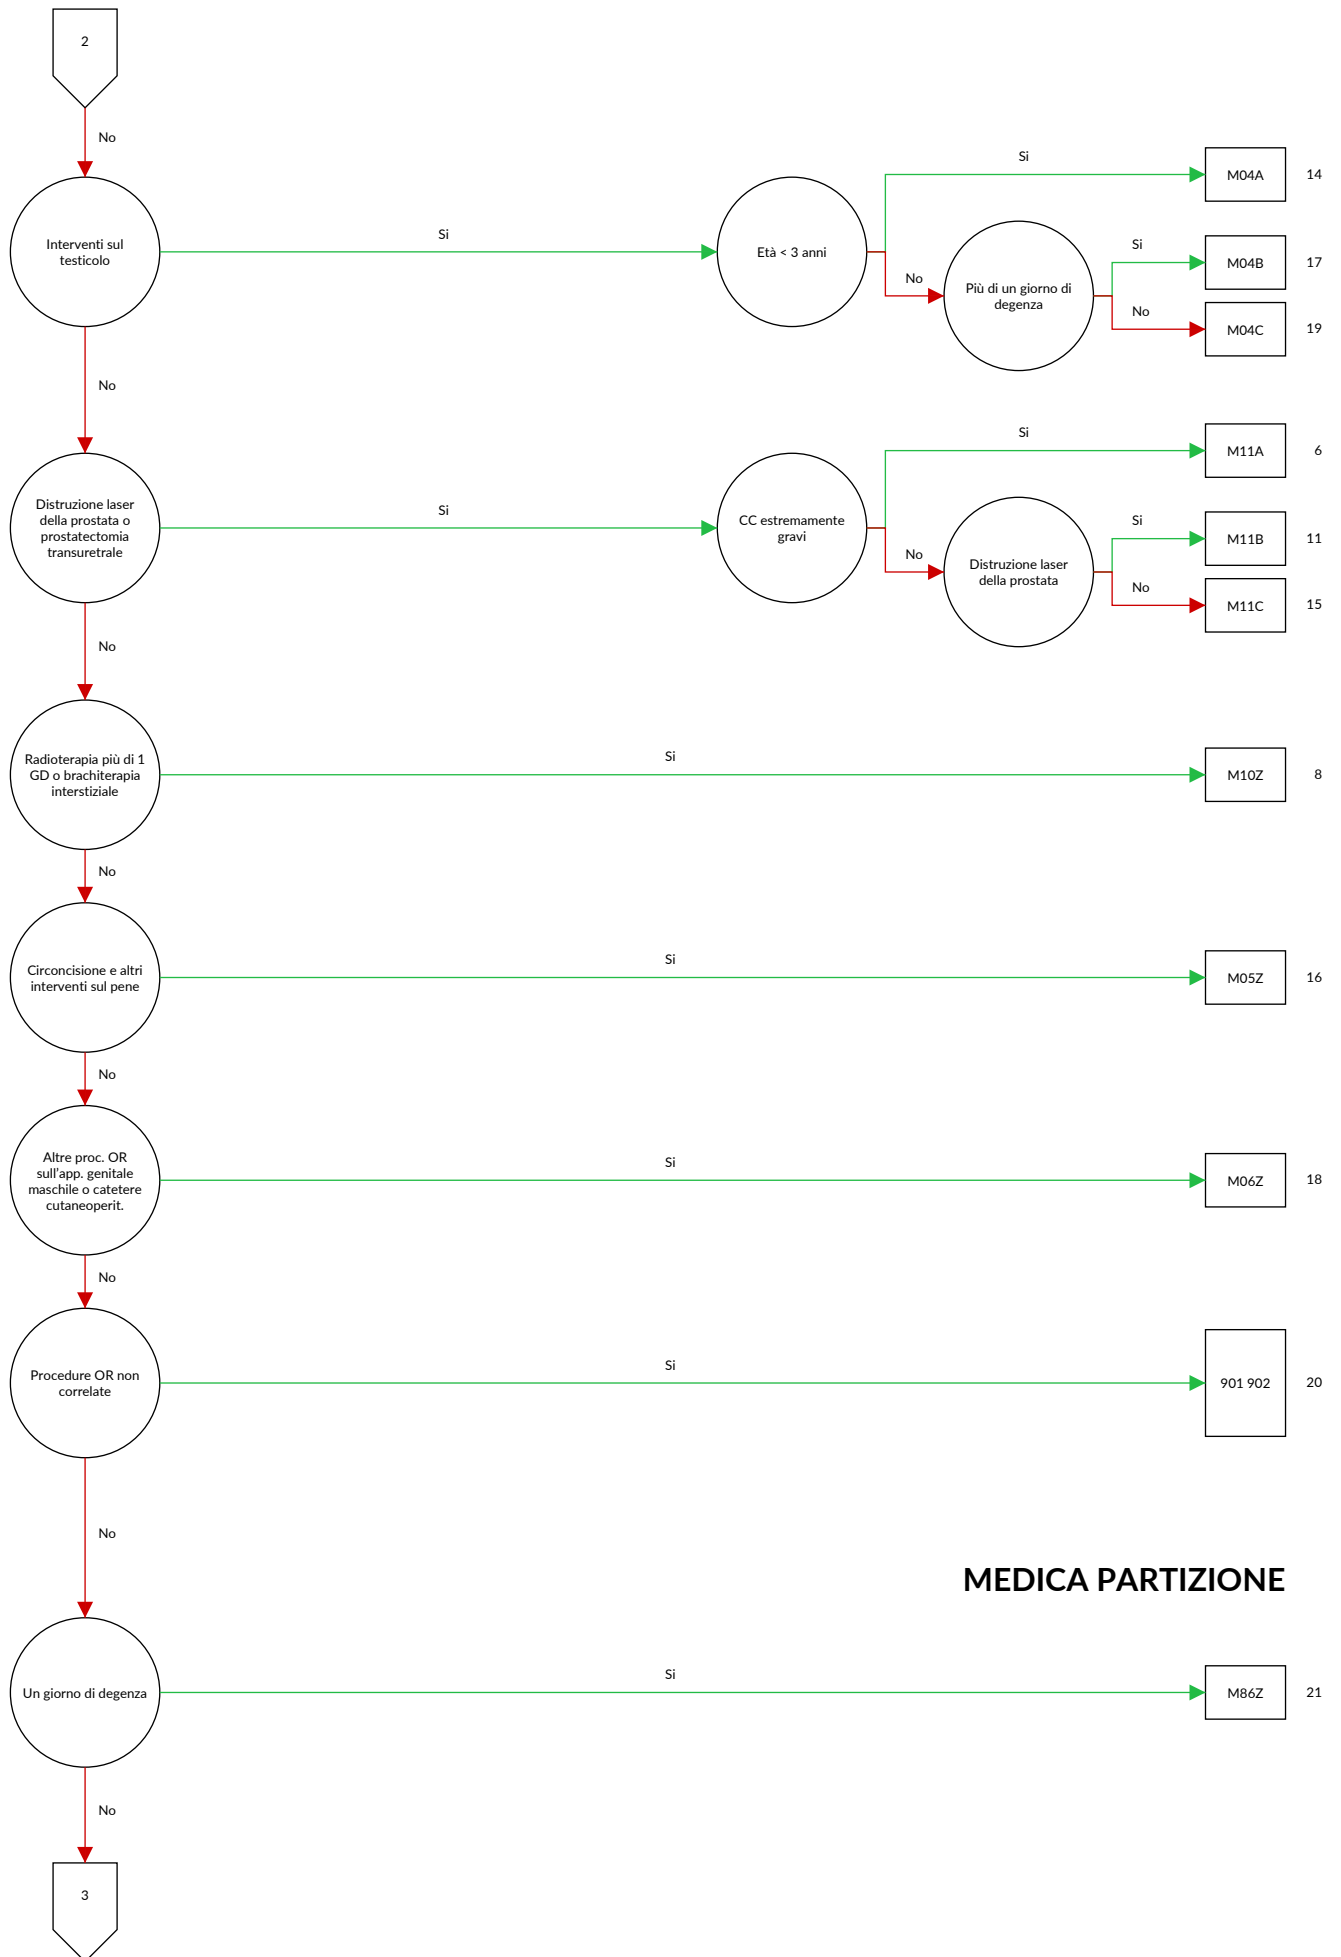 2
No
Interventi sul
testicolo
Si
Età < 3 anni
Si
M04A
14
No
Più di un giorno di
degenza
Si
M04B
17
No
M04C
19
No
Distruzione laser
della prostata o
prostatectomia
transuretrale
Si
CC estremamente
gravi
Si
M11A
6
No
Distruzione laser
della prostata
Si
M11B
11
No
M11C
15
No
Radioterapia più di 1
GD o brachiterapia
interstiziale
Si
M10Z
8
No
Circoncisione e altri
interventi sul pene
Si
M05Z
16
No
Altre proc. OR
sull'app. genitale
maschile o catetere
cutaneoperit.
Si
M06Z
18
No
Procedure OR non
correlate
Si
901 902
20
No
MEDICA PARTIZIONE
Un giorno di degenza
Si
M86Z
21
No
3